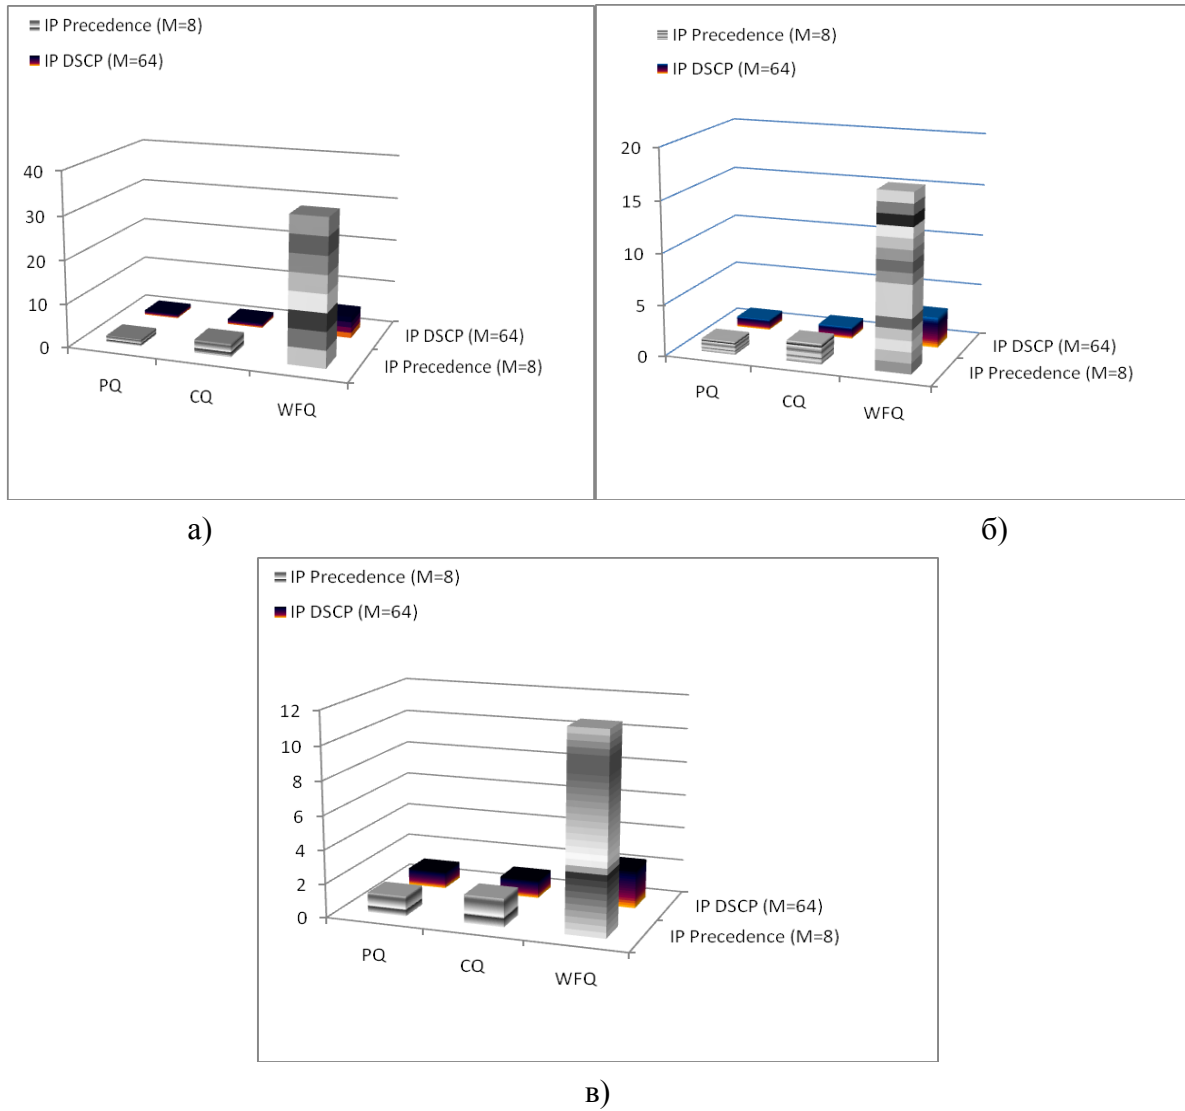 IP Precedence (M=8)
IP DSCP (M=64)
40
30
20
10
0
PQ
CQ
WFQ
IP DSCP (M=64)
IP Precedence (M=8)
а)
IP Precedence (M=8)
IP DSCP (M=64)
20
15
10
5
0
PQ
CQ
WFQ
IP DSCP (M=64)
IP Precedence (M=8)
б)
IP Precedence (M=8)
IP DSCP (M=64)
12
10
8
6
4
2
0
PQ
CQ
WFQ
IP DSCP (M=64)
IP Precedence (M=8)
в)